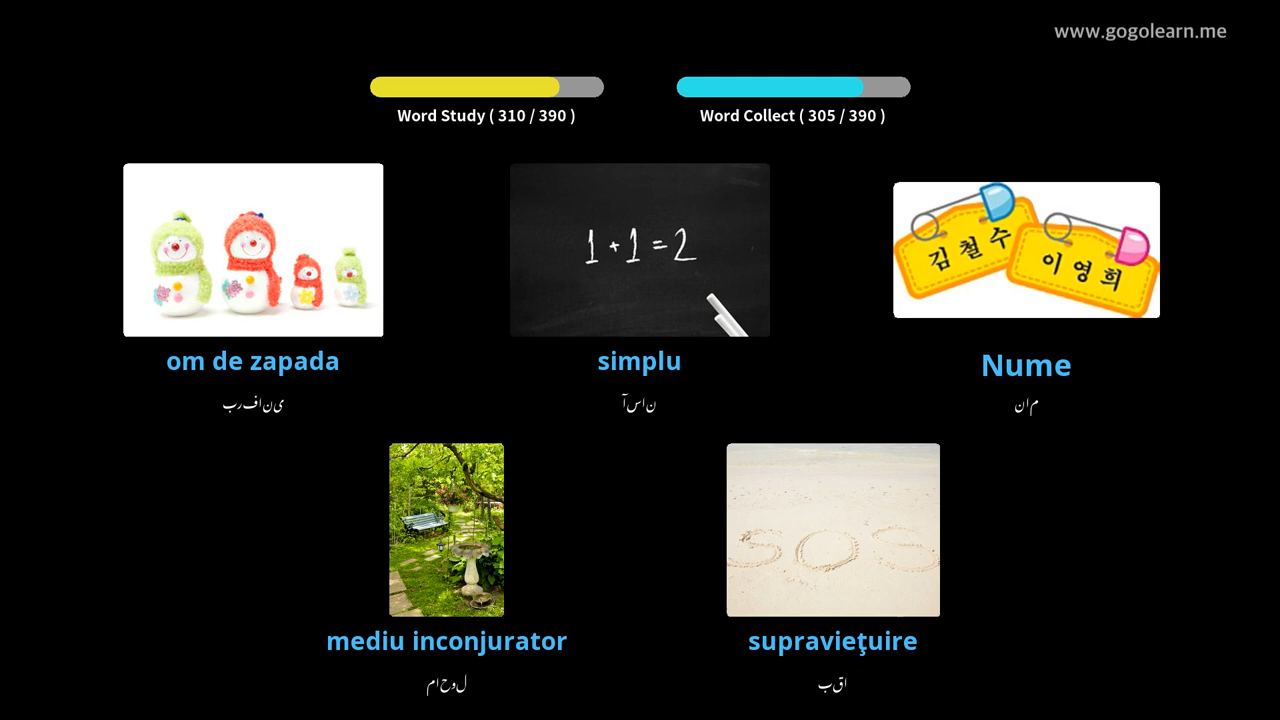 www.gogolearn.me
Word Study ( 310 / 390 )
Word Collect ( 305 / 390 )
1 + 1 = 2
김철수
이영희
om de zapada
simplu
Nume
برفانی
آسان
نام
SOS
mediu inconjurator
supravieţuire
ماحول
بقا